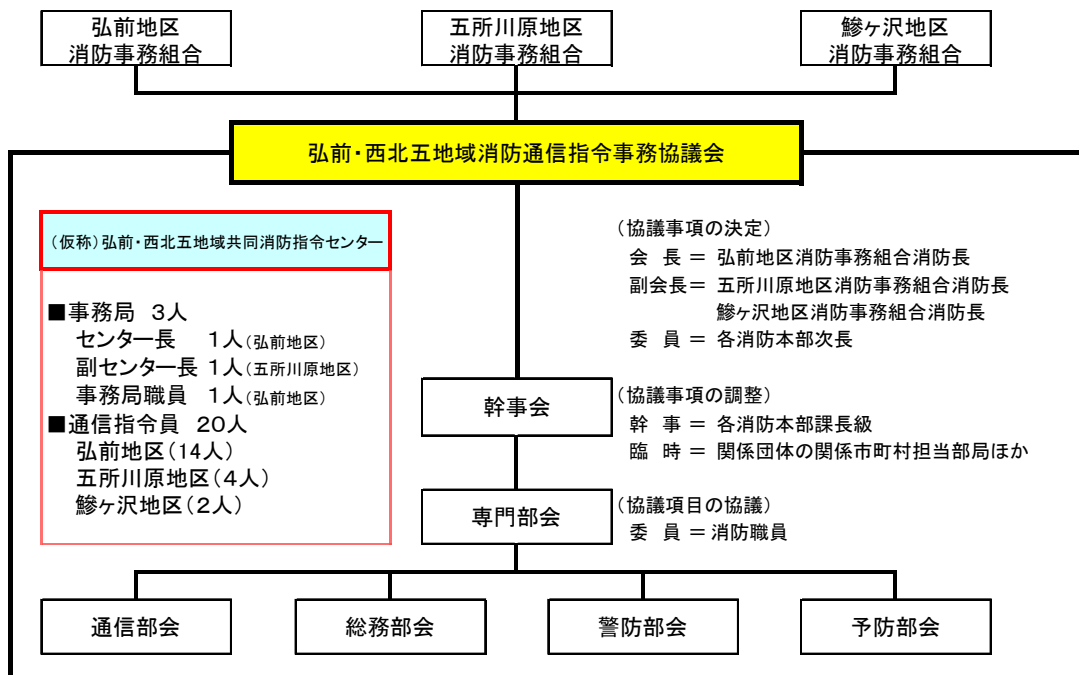 弘前地区
消防事務組合
五所川原地区
消防事務組合
鰺ヶ沢地区
消防事務組合
弘前・西北五地域消防通信指令事務協議会
（仮称）弘前・西北五地域共同消防指令センター
■事務局　３人
センター長　１人（弘前地区）
副センター長 １人（五所川原地区）
事務局職員　１人（弘前地区）
■通信指令員　２０人
弘前地区（１４人）
五所川原地区（４人）
鰺ヶ沢地区（２人）
（協議事項の決定）
会　長 ＝ 弘前地区消防事務組合消防長
副会長＝ 五所川原地区消防事務組合消防長
鰺ヶ沢地区消防事務組合消防長
委　員 ＝ 各消防本部次長
幹事会
（協議事項の調整）
幹　事 ＝ 各消防本部課長級
臨　時 ＝ 関係団体の関係市町村担当部局ほか
専門部会
（協議項目の協議）
委　員 ＝ 消防職員
通信部会
総務部会
警防部会
予防部会